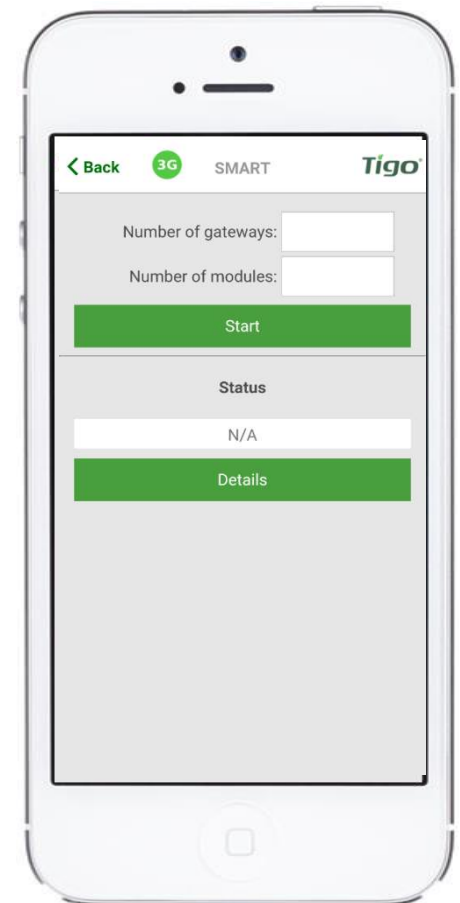 Back 3G SMART Tigo
Number of gateways:
Number of modules:
Start
Status
N/A
Details